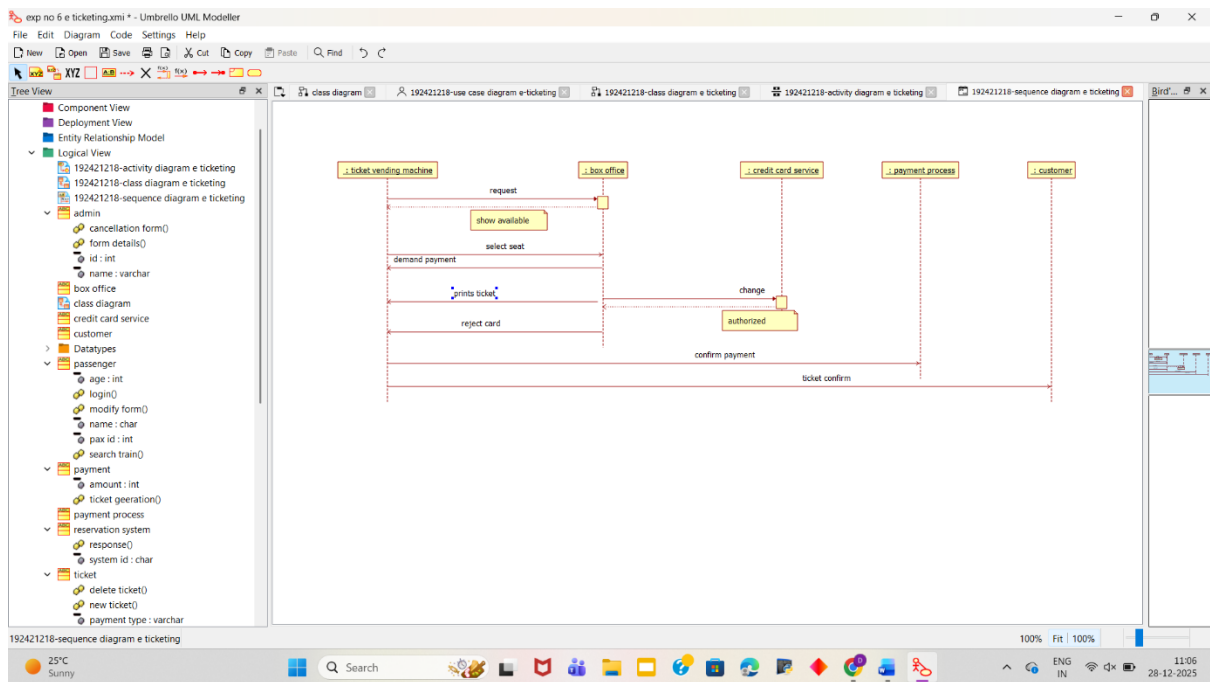 exp no 6 e ticketing.xmi * - Umbrello UML Modeller
File Edit Diagram Code Settings Help
New Open Save Cut Copy Paste Find
XYZ XYZ A:B f(x) f(x)
Tree View
class diagram 192421218-use case diagram e-ticketing 192421218-class diagram e ticketing 192421218-activity diagram e ticketing 192421218-sequence diagram e ticketing
Bird'...
Component View
Deployment View
Entity Relationship Model
Logical View
192421218-activity diagram e ticketing
192421218-class diagram e ticketing
192421218-sequence diagram e ticketing
admin
cancellation form()
form details()
id : int
name : varchar
box office
class diagram
credit card service
customer
Datatypes
passenger
age : int
login()
modify form()
name : char
pax id : int
search train()
payment
amount : int
ticket geeration()
payment process
reservation system
response()
system id : char
ticket
delete ticket()
new ticket()
payment type : varchar
: ticket vending machine : box office : credit card service : payment process : customer
request
show available
select seat
demand payment
prints ticket
change
reject card
authorized
confirm payment
ticket confirm
192421218-sequence diagram e ticketing
100% Fit 100%
25°C
Sunny
Search
ENG
IN
11:06
28-12-2025